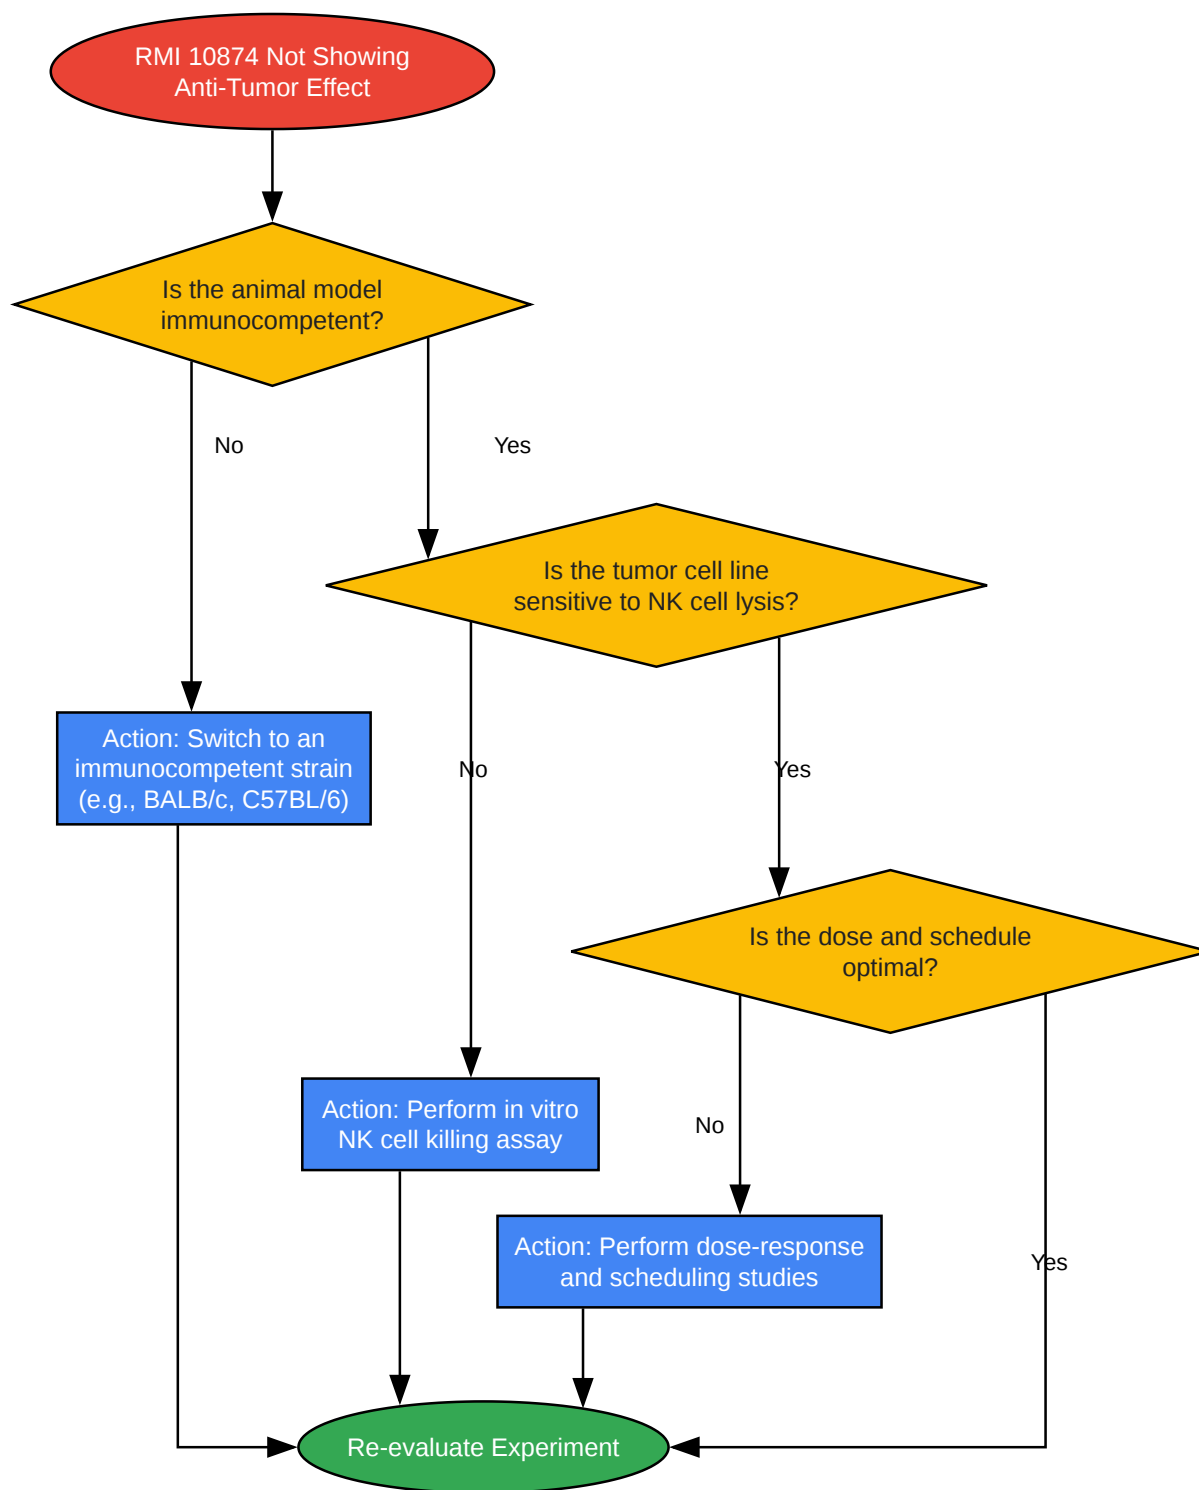 RMI 10874 Not Showing
Anti-Tumor Effect
Is the animal model
immunocompetent?
No
Yes
Is the tumor cell line
sensitive to NK cell lysis?
Action: Switch to an
immunocompetent strain
(e.g., BALB/c, C57BL/6)
No
Yes
Is the dose and schedule
optimal?
Action: Perform in vitro
NK cell killing assay
No
Action: Perform dose-response
and scheduling studies
Yes
Re-evaluate Experiment